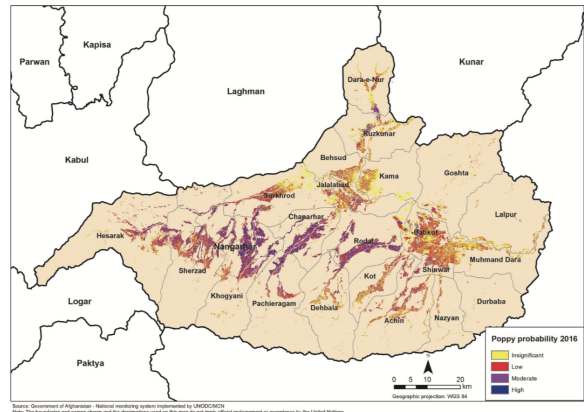 Parwan
Kapisa
Laghman
Kunar
Kabul
Logar
Paktya
Dara-e-Nur
Kuzkunar
Behsud
Jalalabad
Kama
Goshta
Surkhrod
Lalpur
Chaparhar
Hesarak
Nangarhar
Rodat
Batikot
Muhmand Dara
Sherzad
Shinwar
Kot
Khogyani
Pachieragam
Dehbala
Durbaba
Achin
Nazyan
Poppy probability 2016
Insignificant
Low
Moderate
High
N
0 5 10 20
km
Geographic projection: WGS 84
Source: Government of Afghanistan - National monitoring system implemented by UNODC/MCN